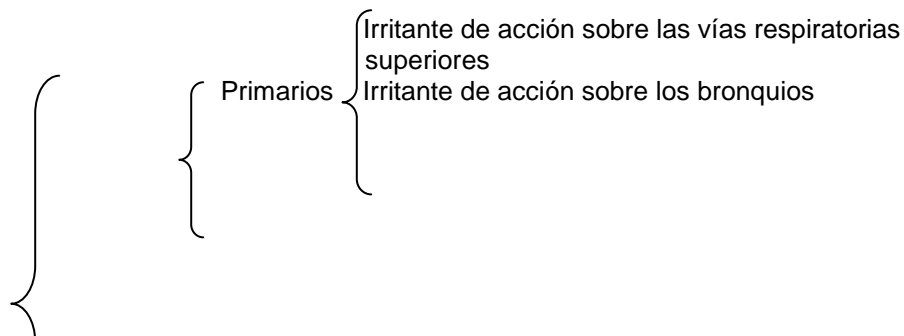 Irritante de acción sobre las vías respiratorias
superiores
Primarios Irritante de acción sobre los bronquios